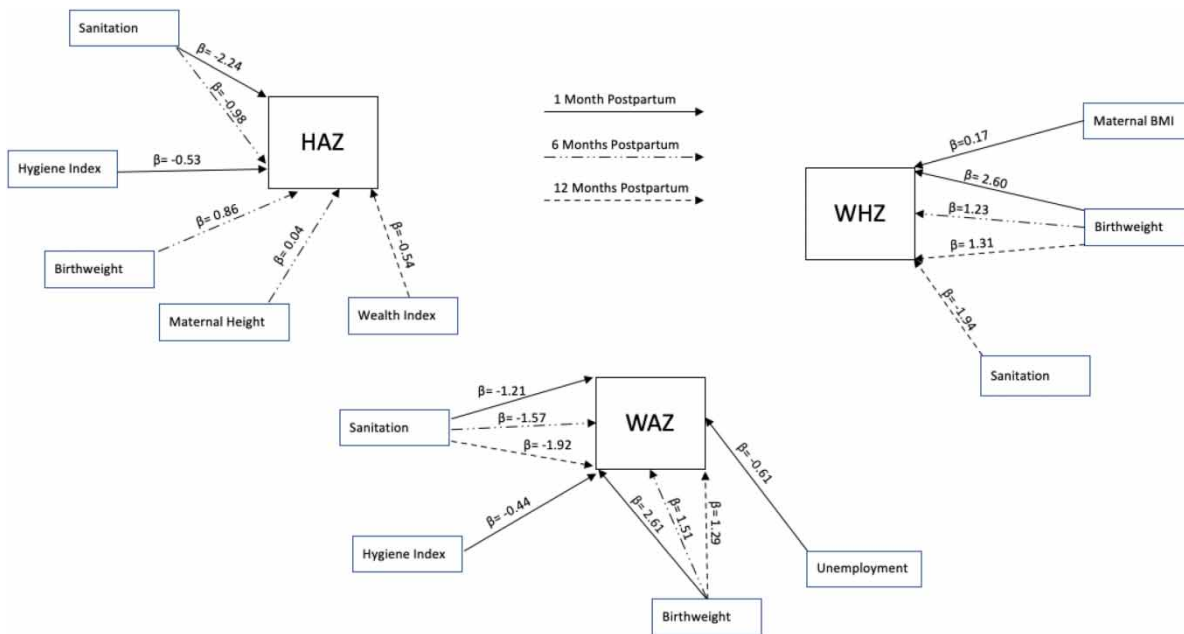 Sanitation
β= -2.24
β= -0.98
HAZ
Hygiene Index
β= -0.53
β= 0.86
Birthweight
β= 0.04
Maternal Height
β= -0.54
Wealth Index
1 Month Postpartum
6 Months Postpartum
12 Months Postpartum
Maternal BMI
β=0.17
β= 2.60
WHZ
β=1.23
Birthweight
β= 1.31
β= -1.94
Sanitation
β= -1.21
Sanitation
β= -1.57
β= -1.92
WAZ
β= -0.61
β= -0.44
Hygiene Index
β= 2.61
β= 1.51
β= 1.29
Unemployment
Birthweight